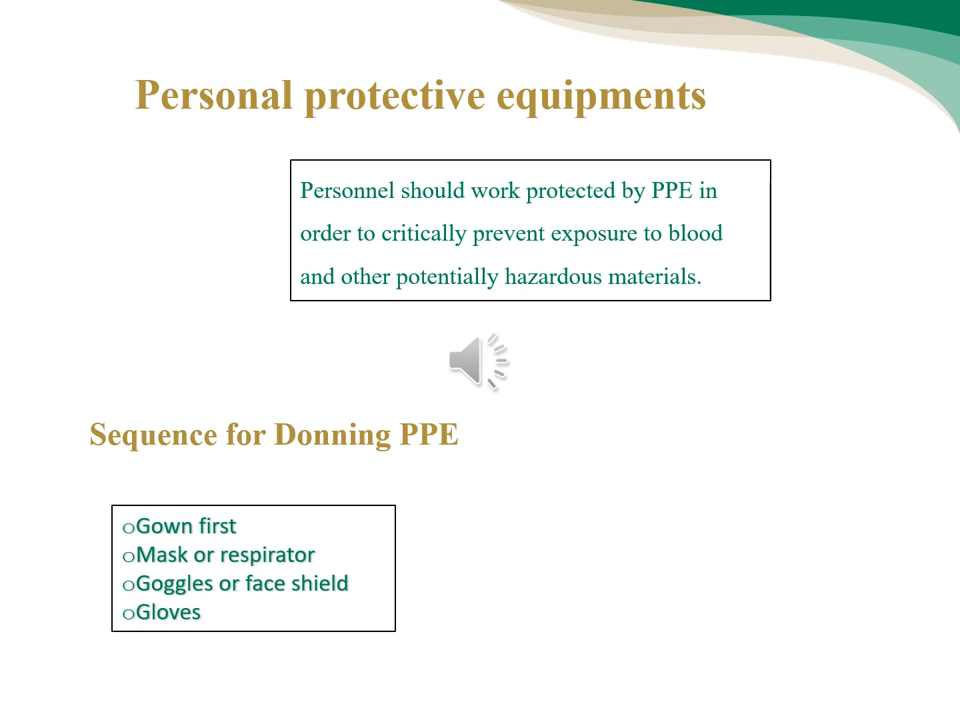 Personal protective equipments
Personnel should work protected by PPE in
order to critically prevent exposure to blood
and other potentially hazardous materials.
Sequence for Donning PPE
oGown first
oMask or respirator
oGoggles or face shield
oGloves